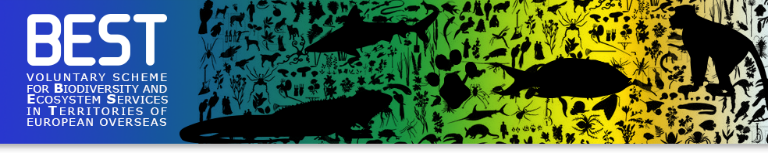 BEST
VOLUNTARY SCHEME
FOR BIODIVERSITY AND
ECOSYSTEM SERVICES
IN TERRITORIES OF
EUROPEAN OVERSEAS